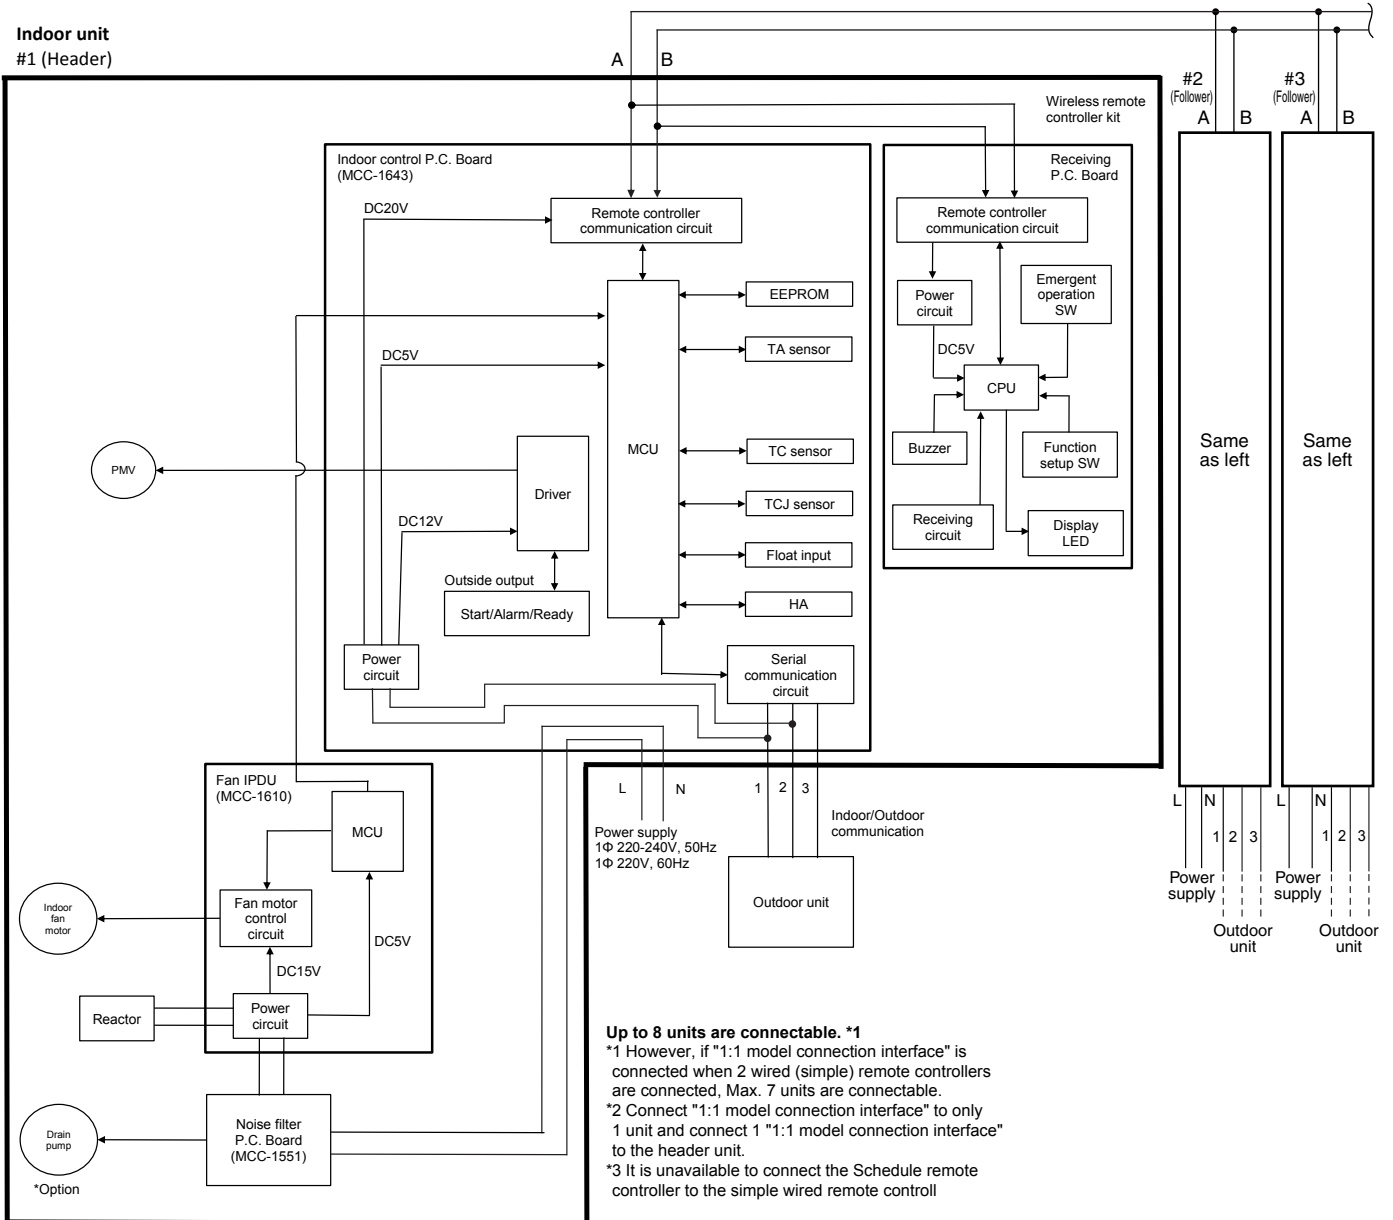 Indoor unit
#1 (Header)
A
B
#2
(Follower)
A
B
#3
(Follower)
A
B
Wireless remote
controller kit
Indoor control P.C. Board
(MCC-1643)
Receiving
P.C. Board
DC20V
Remote controller
communication circuit
Remote controller
communication circuit
EEPROM
TA sensor
TC sensor
TCJ sensor
Float input
HA
DC5V
MCU
Power
circuit
Emergent
operation
SW
DC5V
CPU
Buzzer
Function
setup SW
Receiving
circuit
Display
LED
PMV
Driver
DC12V
Outside output
Start/Alarm/Ready
Power
circuit
Serial
communication
circuit
Same
as left
Same
as left
Fan IPDU
(MCC-1610)
MCU
L
N
1
2
3
Power supply
1Φ 220-240V, 50Hz
1Φ 220V, 60Hz
Indoor/Outdoor
communication
Outdoor unit
L
N
1
2
3
Power
supply
Outdoor
unit
L
N
1
2
3
Power
supply
Outdoor
unit
Indoor
fan
motor
Fan motor
control
circuit
DC5V
DC15V
Reactor
Power
circuit
Noise filter
P.C. Board
(MCC-1551)
Drain
pump
*Option
Up to 8 units are connectable. *1
*1 However, if "1:1 model connection interface" is
connected when 2 wired (simple) remote controllers
are connected, Max. 7 units are connectable.
*2 Connect "1:1 model connection interface" to only
1 unit and connect 1 "1:1 model connection interface"
to the header unit.
*3 It is unavailable to connect the Schedule remote
controller to the simple wired remote controll